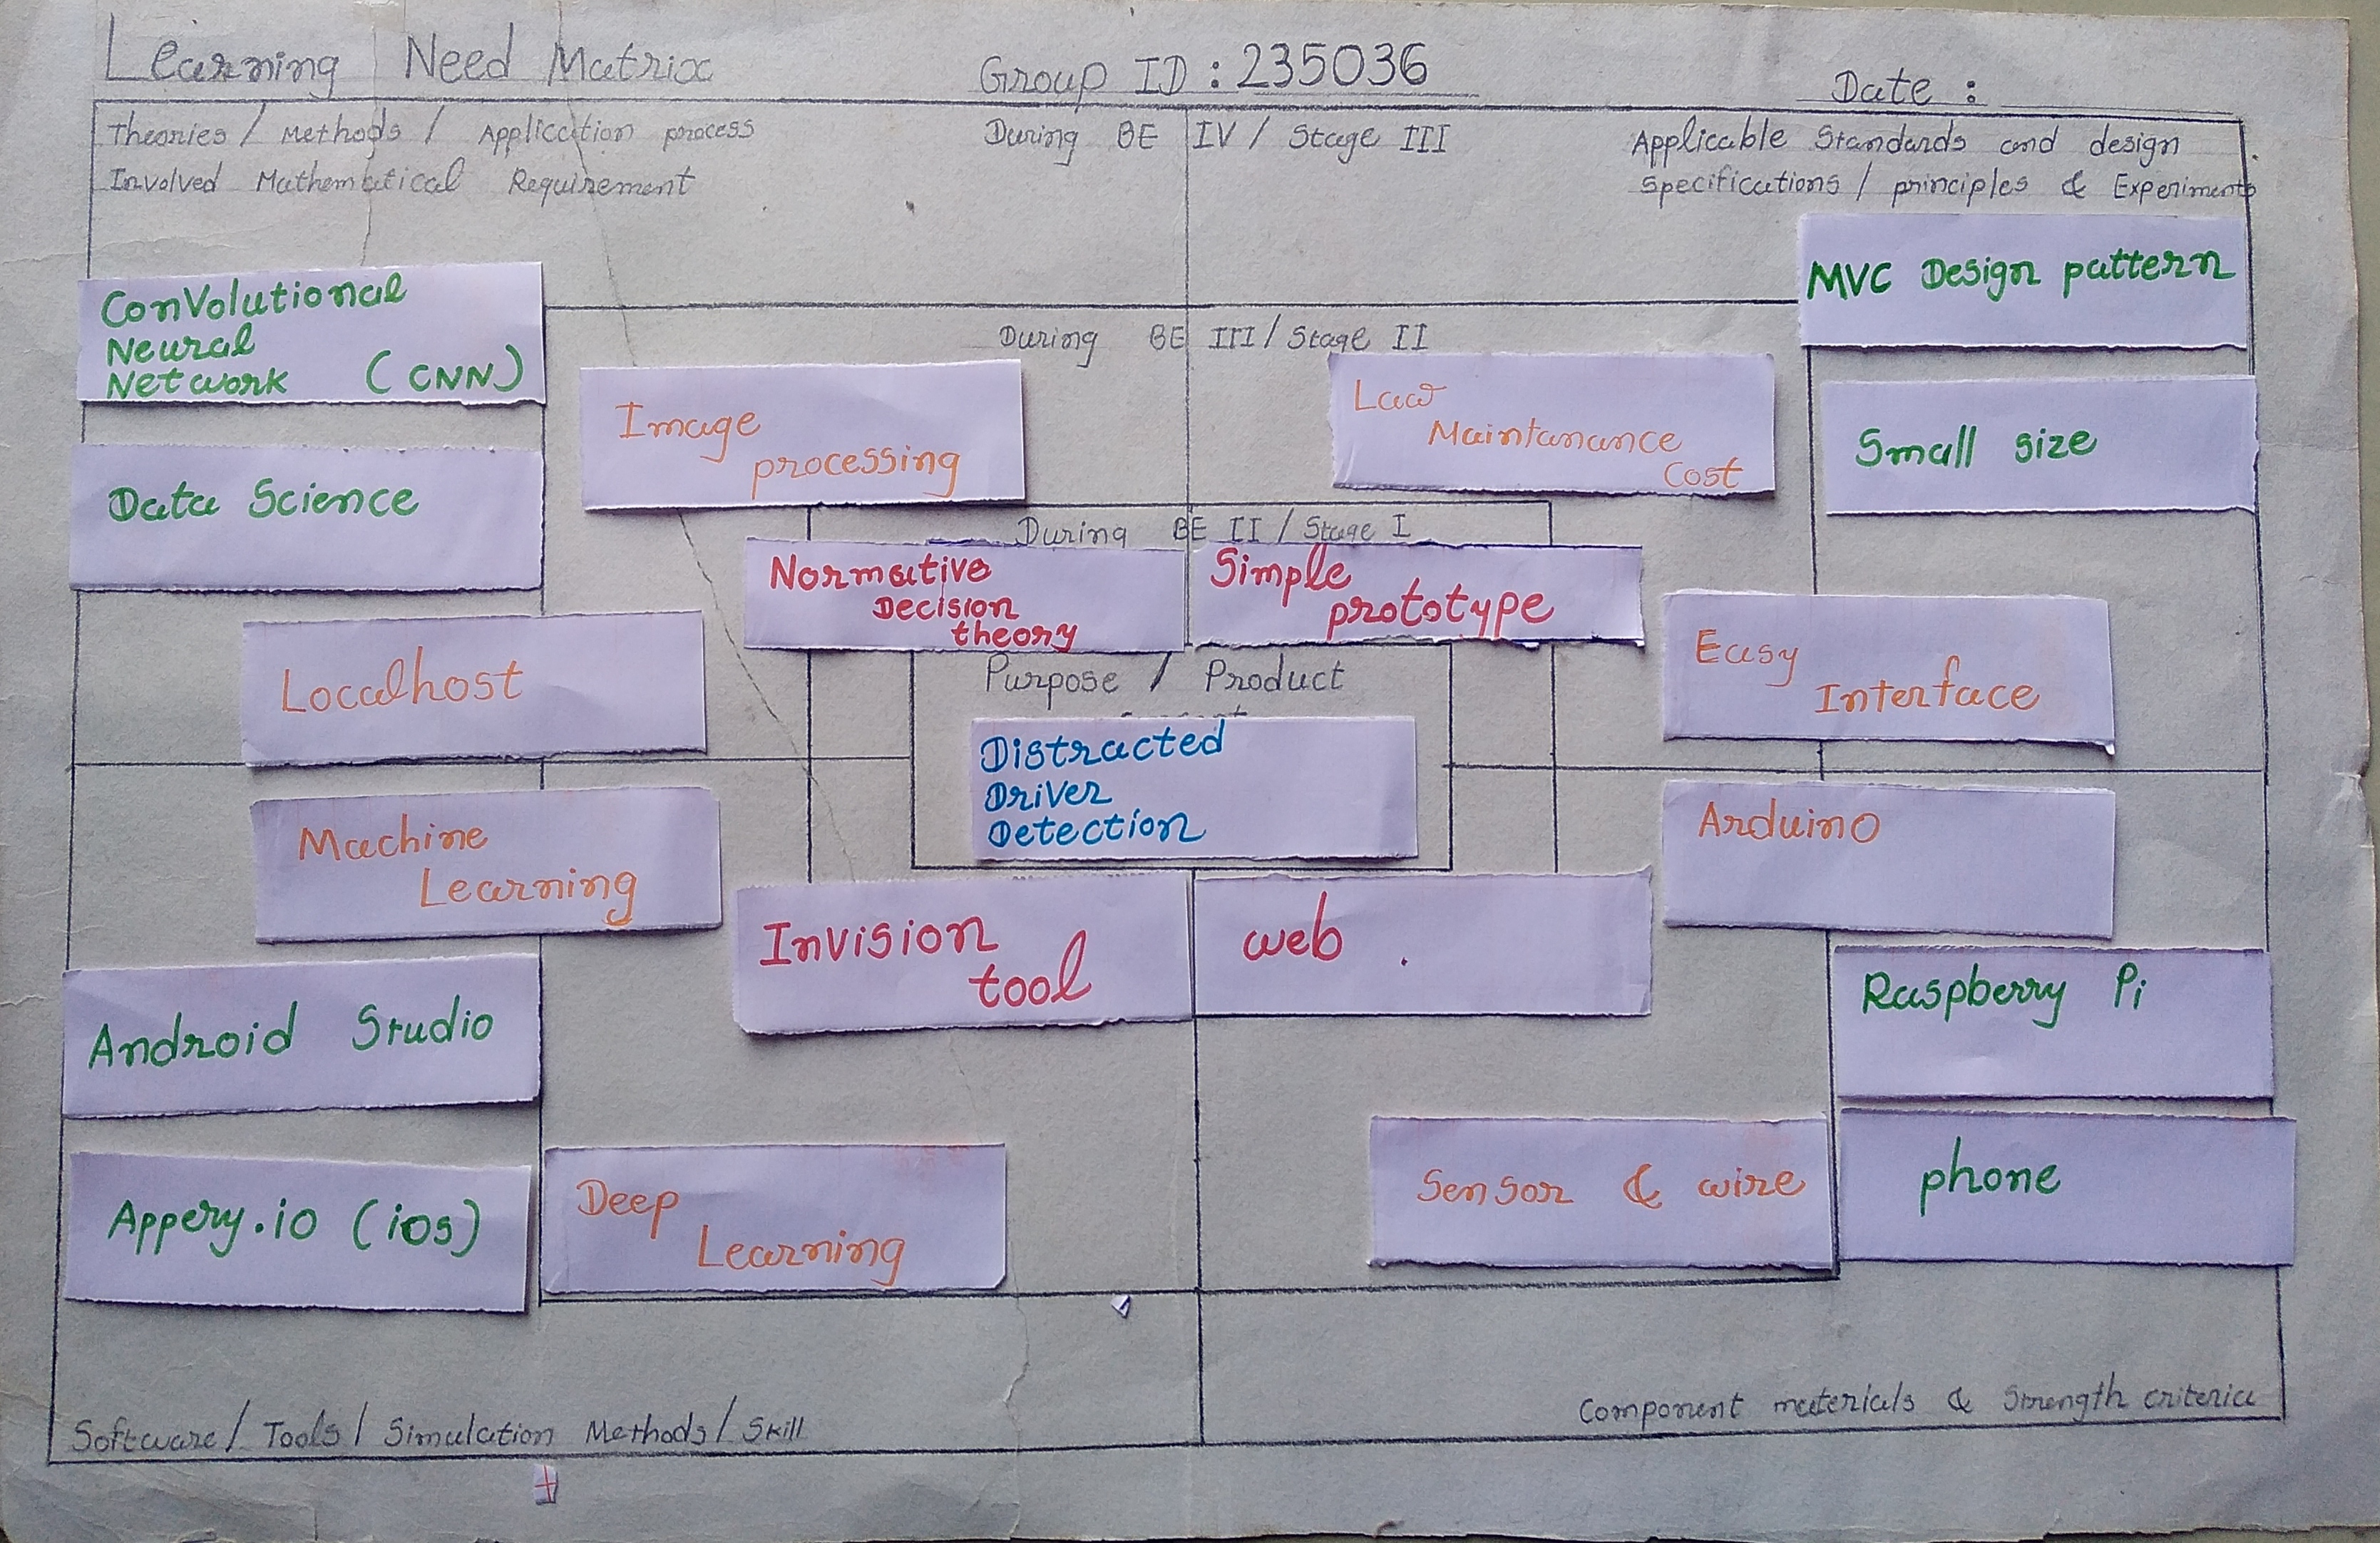 Learning Need Matrix
Group ID : 235036
Date :
Theories / Methods / Application process
Involved Mathematical Requirement
During BE IV / Stage III
Applicable Standards and design
specifications / principles & Experiments
MVC Design pattern
ConVolutional
Neural
Network (CNN)
During BE III / Stage II
Image
processing
Law
Maintanance
Cost
Small size
Data Science
During BE II / Stage I
Normative
Decision
theory
Simple
prototype
Localhost
Easy
Interface
Purpose / Product
Distracted
Driver
Detection
Machine
Learning
Arduino
Invision
tool
web .
Android Studio
Raspberry Pi
Appery.io (ios)
Deep
Learning
Sensor & wire
phone
Software / Tools / Simulation Methods / Skill
Component materials & Strength criteria